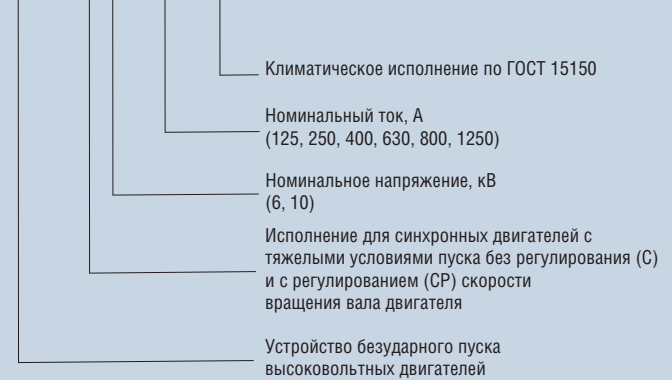 Климатическое исполнение по ГОСТ 15150
Номинальный ток, А
(125, 250, 400, 630, 800, 1250)
Номинальное напряжение, кВ
(6, 10)
Исполнение для синхронных двигателей с
тяжелыми условиями пуска без регулирования (С)
и с регулированием (СР) скорости
вращения вала двигателя
Устройство безударного пуска
высоковольтных двигателей